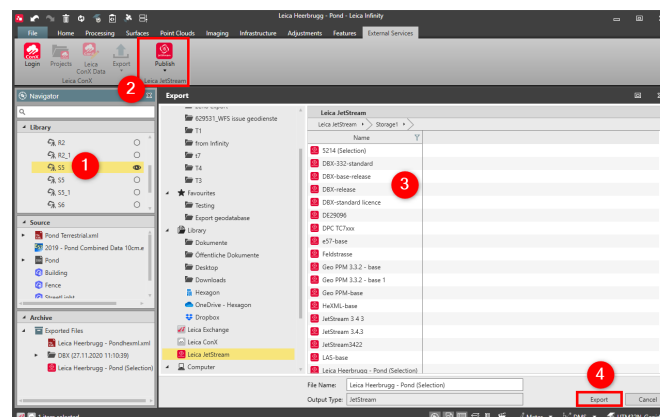 Leica Heerbrugg - Pond - Leica Infinity
File Home Processing Surfaces Point Clouds Imaging Infrastructure Adjustments Features External Services
Login Projects Leica ConX Data Export Publish
Leica ConX Leica JetStream
2
Navigator
Library
R2
R2_1
S5
1
S5
S5_1
S6
Source
Pond Terrestrial.xml
2019 - Pond Combined Data 10cm.e
Pond
Building
Fence
Archive
Exported Files
Leica Heerbrugg - Pondhexml.xml
DBX (27.11.2020 11:10:39)
Leica Heerbrugg - Pond (Selection)
Export
629531_WFS issue geodienste
T1
from Infinity
t7
T4
T3
Favourites
Testing
Export geodatabase
Library
Dokumente
Öffentliche Dokumente
Desktop
Downloads
Hexagon
OneDrive - Hexagon
Dropbox
Leica Exchange
Leica ConX
Leica JetStream
Computer
Leica JetStream
Leica JetStream Storage1
Name
5214 (Selection)
DBX-332-standard
DBX-base-release
DBX-release
3
DBX-standard licence
DE29096
DPC TC7xxx
e57-base
Feldstrasse
Geo PPM 3.3.2 - base
Geo PPM 3.3.2 - base 1
Geo PPM-base
HeXML-base
JetStream 3 4 3
JetStream 3.4.3
JetStream3422
LAS-base
Leica Heerbrugg - Pond (Selection)
4
File Name: Leica Heerbrugg - Pond (Selection)
Output Type: JetStream
Export Cancel
1 item selected
Meter DMS